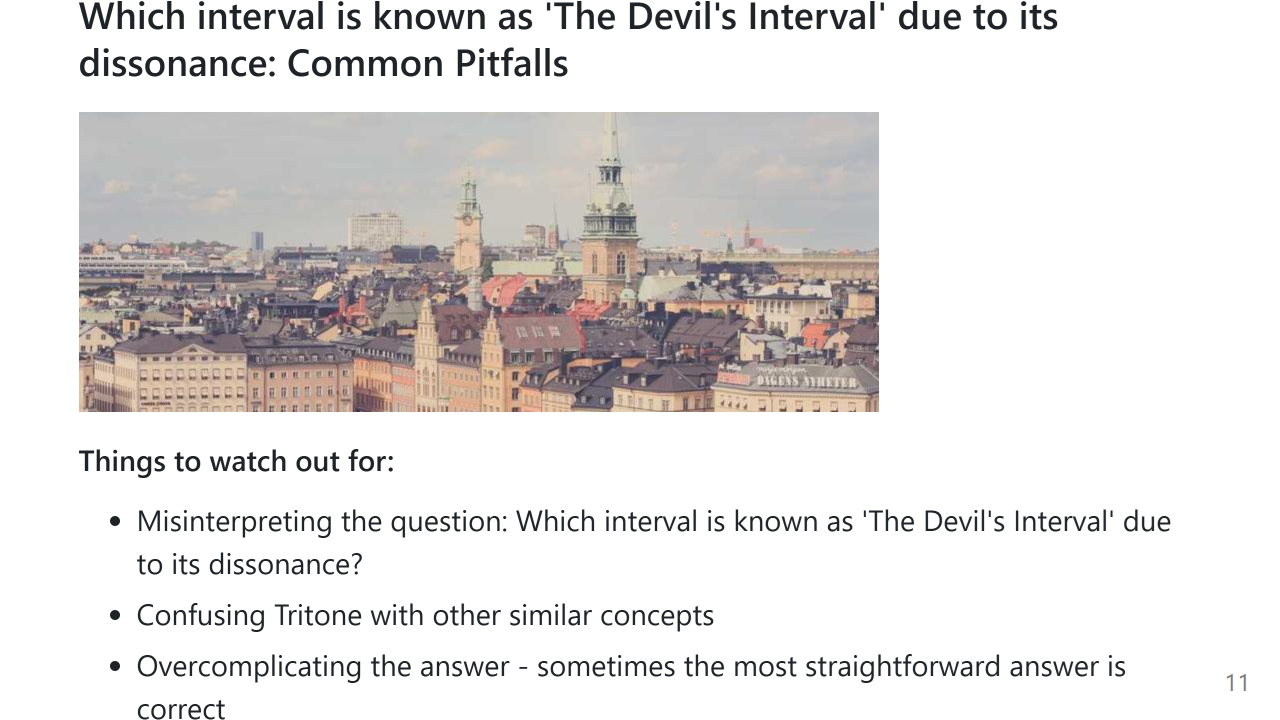 Which interval is known as 'The Devil's Interval' due to its
dissonance: Common Pitfalls
DAGENS NYHETER
Things to watch out for:
• Misinterpreting the question: Which interval is known as 'The Devil's Interval' due
to its dissonance?
• Confusing Tritone with other similar concepts
• Overcomplicating the answer - sometimes the most straightforward answer is
correct
11